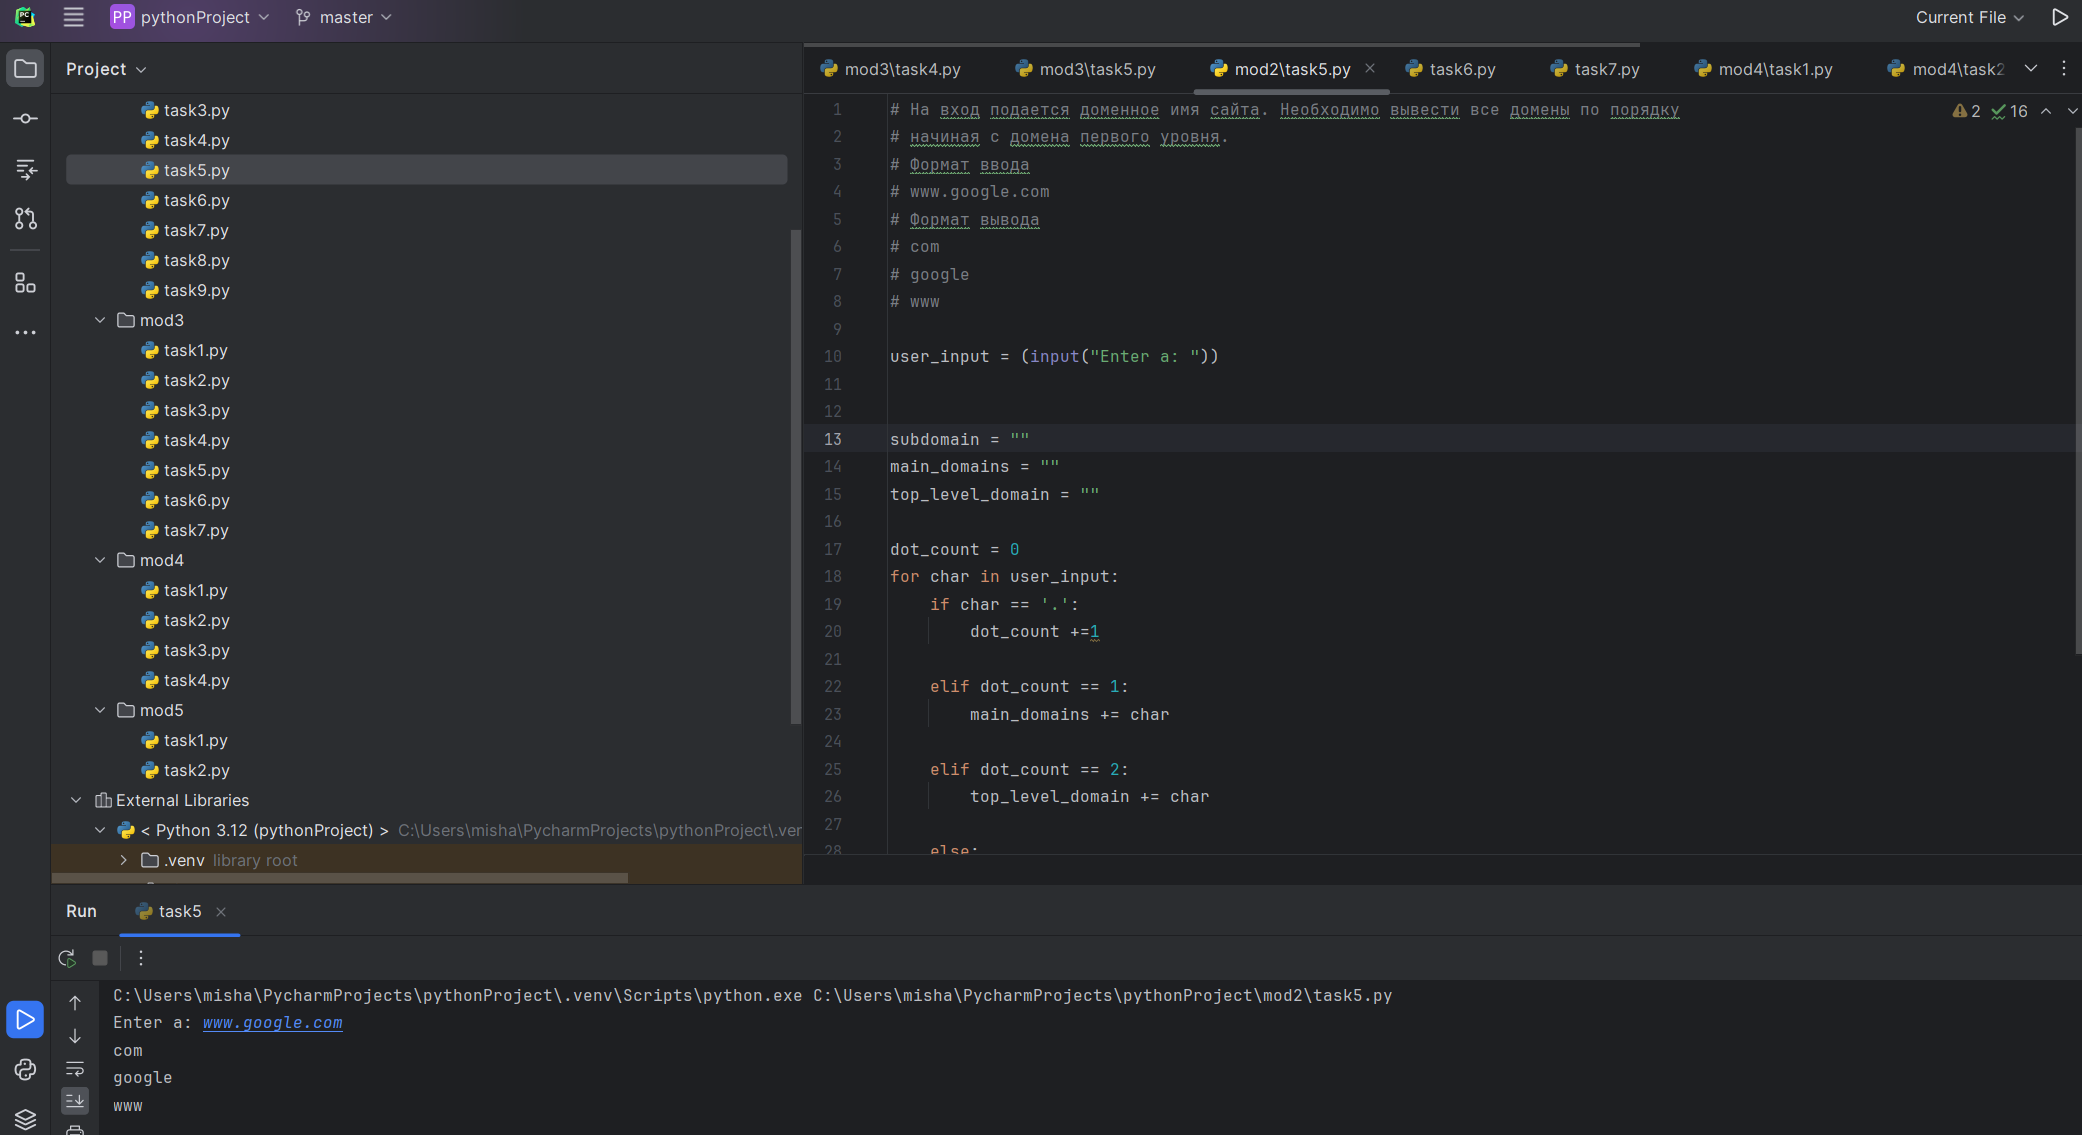 PP pythonProject master Current File
Project
task3.py
task4.py
task5.py
task6.py
task7.py
task8.py
task9.py
mod3
task1.py
task2.py
task3.py
task4.py
task5.py
task6.py
task7.py
mod4
task1.py
task2.py
task3.py
task4.py
mod5
task1.py
task2.py
External Libraries
< Python 3.12 (pythonProject) > C:\Users\misha\PycharmProjects\pythonProject\.ver
.venv library root
mod3\task4.py mod3\task5.py mod2\task5.py task6.py task7.py mod4\task1.py mod4\task2
2 16
1 # На вход подается доменное имя сайта. Необходимо вывести все домены по порядку
2 # начиная с домена первого уровня.
3 # Формат ввода
4 # www.google.com
5 # Формат вывода
6 # com
7 # google
8 # www
9
10 user_input = (input("Enter a: "))
11
12
13 subdomain = ""
14 main_domains = ""
15 top_level_domain = ""
16
17 dot_count = 0
18 for char in user_input:
19 if char == '.':
20 dot_count +=1
21
22 elif dot_count == 1:
23 main_domains += char
24
25 elif dot_count == 2:
26 top_level_domain += char
27
28 else:
Run task5
C:\Users\misha\PycharmProjects\pythonProject\.venv\Scripts\python.exe C:\Users\misha\PycharmProjects\pythonProject\mod2\task5.py
Enter a: www.google.com
com
google
www